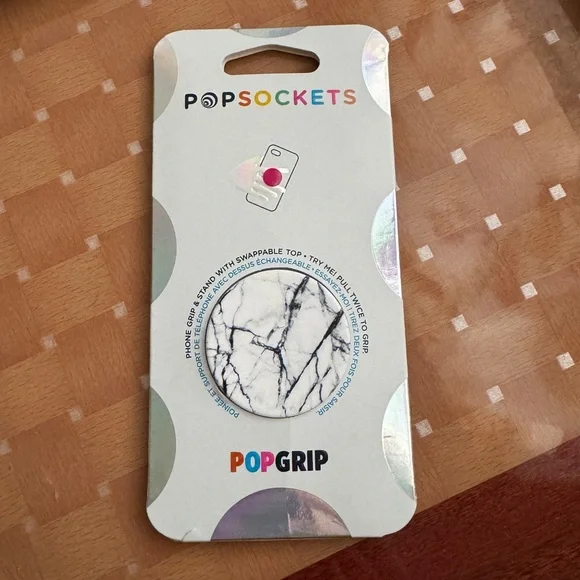 POPSOCKETS
PHONE GRIP & STAND WITH SWAPPABLE TOP • TRY ME! PULL TWICE TO GRIP.
POIGNÉE ET SUPPORT DE TÉLÉPHONE AVEC DESSUS ÉCHANGEABLE • ESSAYEZ-MOI! TIREZ DEUX FOIS POUR SAISIR.
POPGRIP